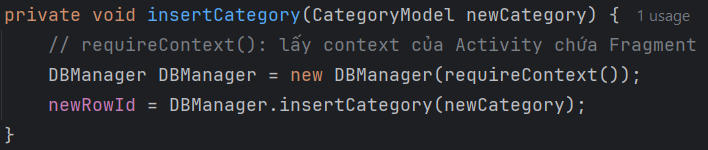 private void insertCategory(CategoryModel newCategory) { 1 usage
// requireContext(): lấy context của Activity chứa Fragment
DBManager DBManager = new DBManager(requireContext());
newRowId = DBManager.insertCategory(newCategory);
}